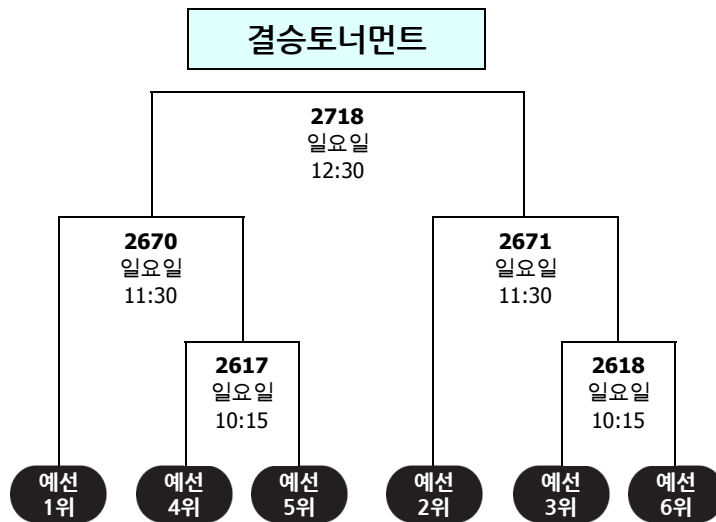 결승토너먼트
2718
일요일
12:30
2670
일요일
11:30
2671
일요일
11:30
2617
일요일
10:15
2618
일요일
10:15
예선
1위
예선
4위
예선
5위
예선
2위
예선
3위
예선
6위